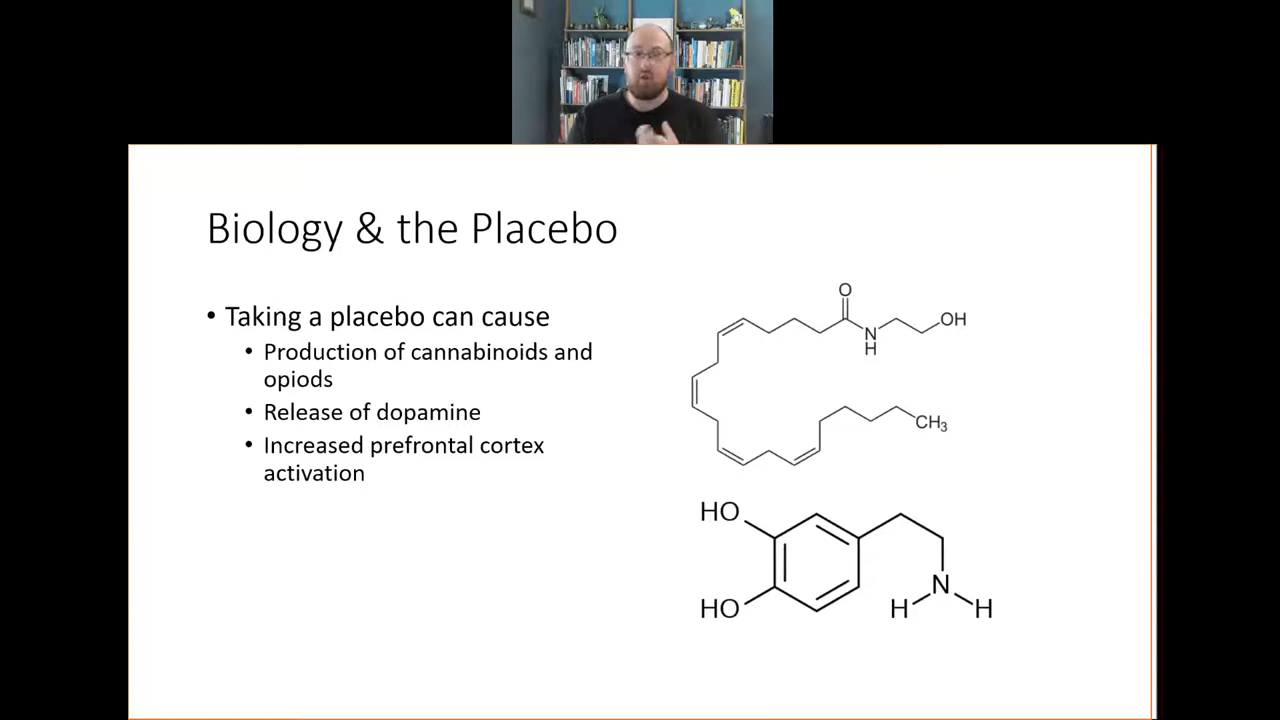 Biology & the Placebo
• Taking a placebo can cause
• Production of cannabinoids and
opiods
• Release of dopamine
• Increased prefrontal cortex
activation
O
OH
N
H
CH3
HO
HO
N
H H